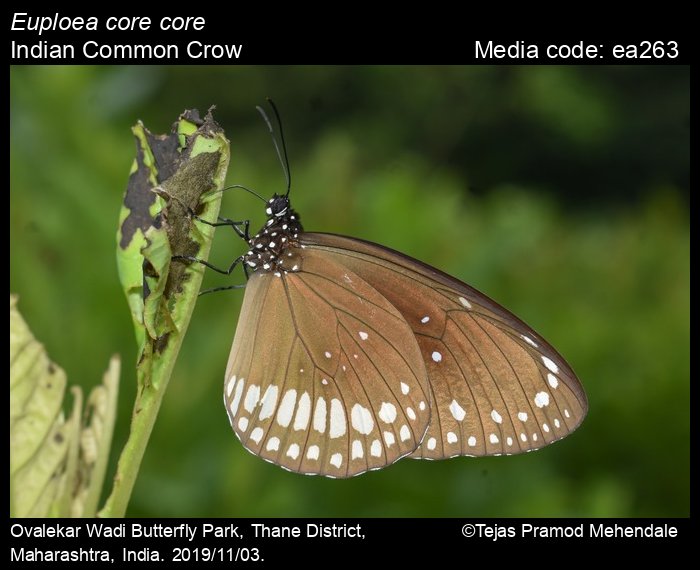 Euploea core core
Indian Common Crow
Media code: ea263
Ovalekar Wadi Butterfly Park, Thane District,
Maharashtra, India. 2019/11/03.
©Tejas Pramod Mehendale